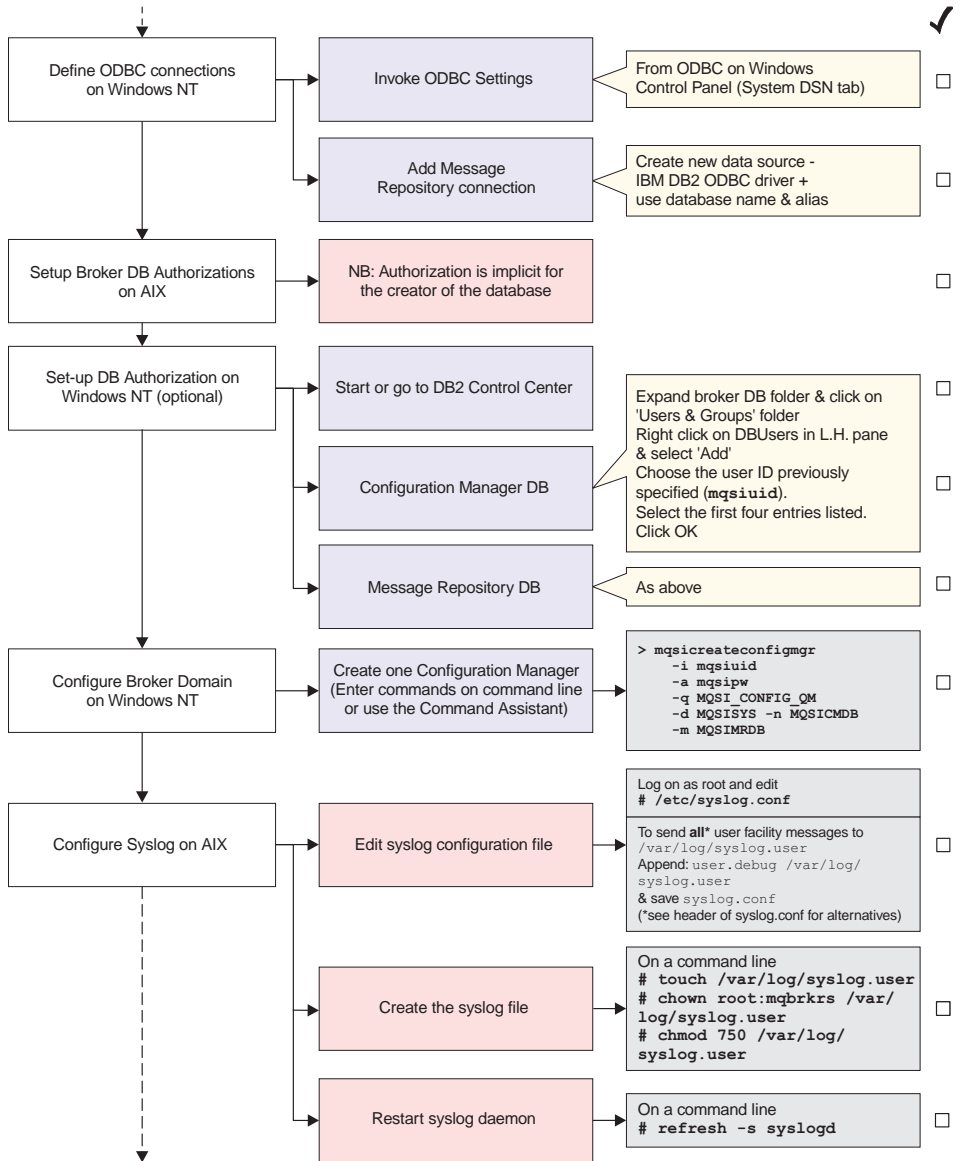 Define ODBC connections
on Windows NT
Invoke ODBC Settings
From ODBC on Windows
Control Panel (System DSN tab)
Add Message
Repository connection
Create new data source -
IBM DB2 ODBC driver +
use database name & alias
Setup Broker DB Authorizations
on AIX
NB: Authorization is implicit for
the creator of the database
Set-up DB Authorization on
Windows NT (optional)
Start or go to DB2 Control Center
Configuration Manager DB
Expand broker DB folder & click on
'Users & Groups' folder
Right click on DBUsers in L.H. pane
& select 'Add'
Choose the user ID previously
specified (mqsiuid).
Select the first four entries listed.
Click OK
Message Repository DB
As above
Configure Broker Domain
on Windows NT
Create one Configuration Manager
(Enter commands on command line
or use the Command Assistant)
> mqsicreateconfigmgr
-i mqsiuid
-a mqsipw
-q MQSI_CONFIG_QM
-d MQSISYS -n MQSICMDB
-m MQSIMRDB
Configure Syslog on AIX
Edit syslog configuration file
Log on as root and edit
# /etc/syslog.conf
To send all* user facility messages to
/var/log/syslog.user
Append: user.debug /var/log/
syslog.user
& save syslog.conf
(*see header of syslog.conf for alternatives)
Create the syslog file
On a command line
# touch /var/log/syslog.user
# chown root:mqbrkrs /var/
log/syslog.user
# chmod 750 /var/log/
syslog.user
Restart syslog daemon
On a command line
# refresh -s syslogd